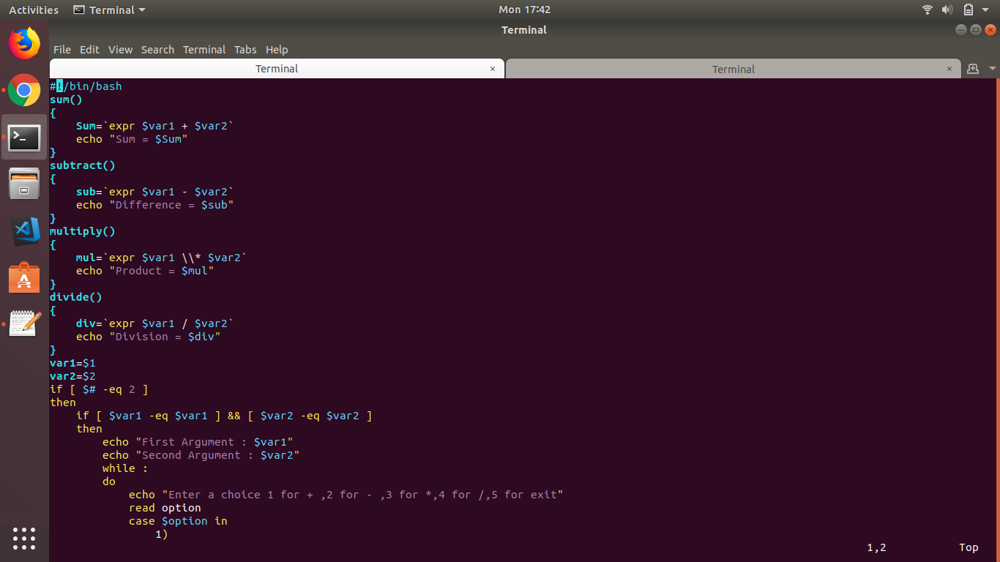 Activities Terminal Mon 17:42
Terminal
File Edit View Search Terminal Tabs Help
Terminal × Terminal ×
#!/bin/bash
sum()
{
    Sum=`expr $var1 + $var2`
    echo "Sum = $Sum"
}
subtract()
{
    sub=`expr $var1 - $var2`
    echo "Difference = $sub"
}
multiply()
{
    mul=`expr $var1 \\* $var2`
    echo "Product = $mul"
}
divide()
{
    div=`expr $var1 / $var2`
    echo "Division = $div"
}
var1=$1
var2=$2
if [ $# -eq 2 ]
then
    if [ $var1 -eq $var1 ] && [ $var2 -eq $var2 ]
    then
        echo "First Argument : $var1"
        echo "Second Argument : $var2"
        while :
        do
            echo "Enter a choice 1 for + ,2 for - ,3 for *,4 for /,5 for exit"
            read option
            case $option in
                1)
1,2 Top